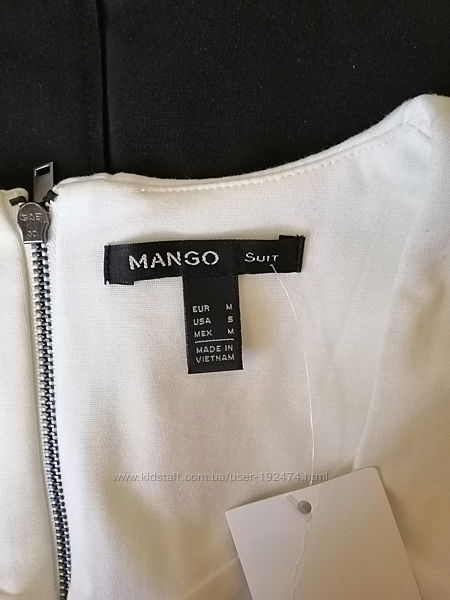 MANGO SUIT
EUR M
USA S
MEX M
MADE IN
VIETNAM
www.kidstaff.com.ua/user-192474.html